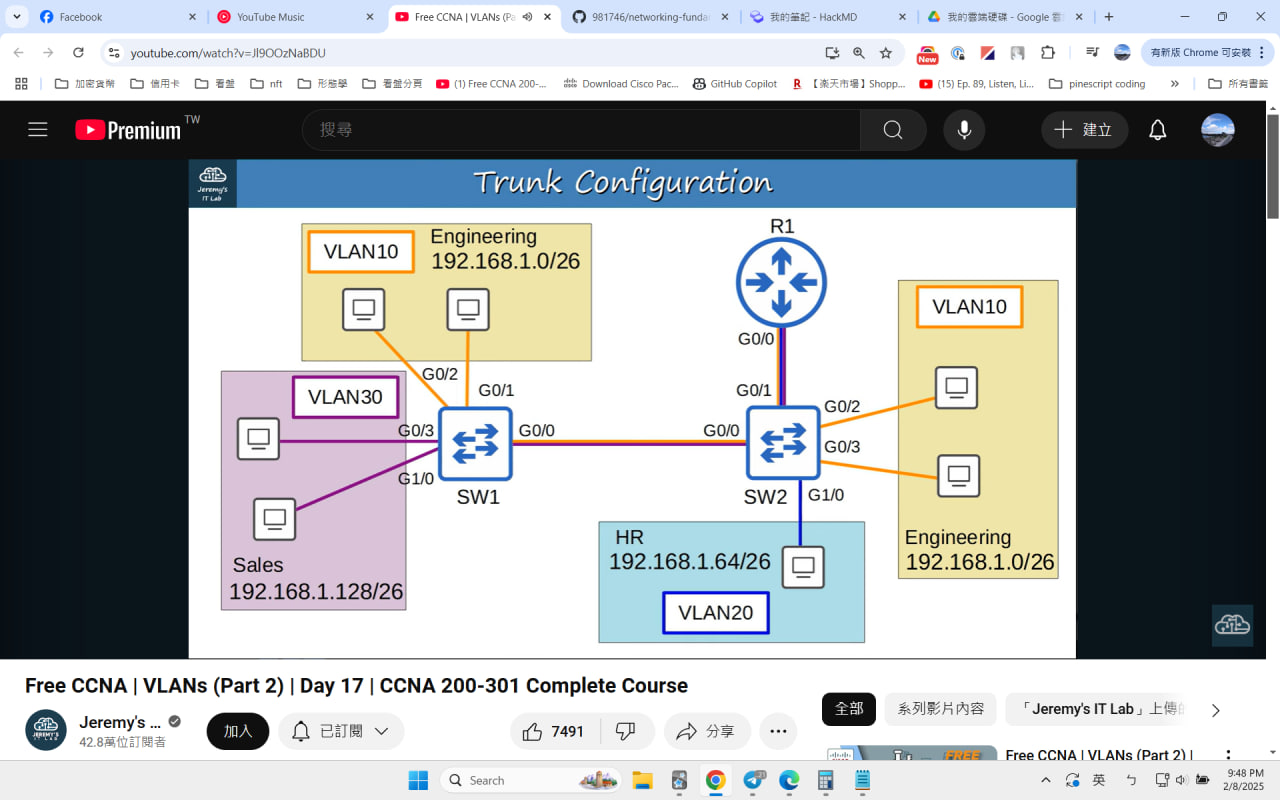 Facebook
YouTube Music
Free CCNA | VLANs (Pa
981746/networking-funda
我的筆記 - HackMD
我的雲端硬碟 - Google 雲
youtube.com/watch?v=Jl9OOzNaBDU
New
有新版 Chrome 可安裝
加密貨幣
信用卡
看盤
nft
形態學
看盤分頁
(1) Free CCNA 200-...
Download Cisco Pac...
GitHub Copilot
【楽天市場】Shopp...
(15) Ep. 89, Listen, Li...
pinescript coding
所有書籤
Premium TW
搜尋
建立
Jeremy's
IT Lab
Trunk Configuration
VLAN10
Engineering
192.168.1.0/26
R1
G0/0
VLAN10
G0/2
G0/1
G0/1
G0/2
VLAN30
G0/3
G0/0
G0/0
G0/3
G1/0
SW1
SW2
G1/0
Sales
192.168.1.128/26
HR
192.168.1.64/26
VLAN20
Engineering
192.168.1.0/26
Free CCNA | VLANs (Part 2) | Day 17 | CCNA 200-301 Complete Course
Jeremy's ...
42.8萬位訂閱者
加入
已訂閱
7491
分享
全部
系列影片內容
「Jeremy's IT Lab」上傳的
FREE
Free CCNA | VLANs (Part 2) |
Search
英
9:48 PM
2/8/2025